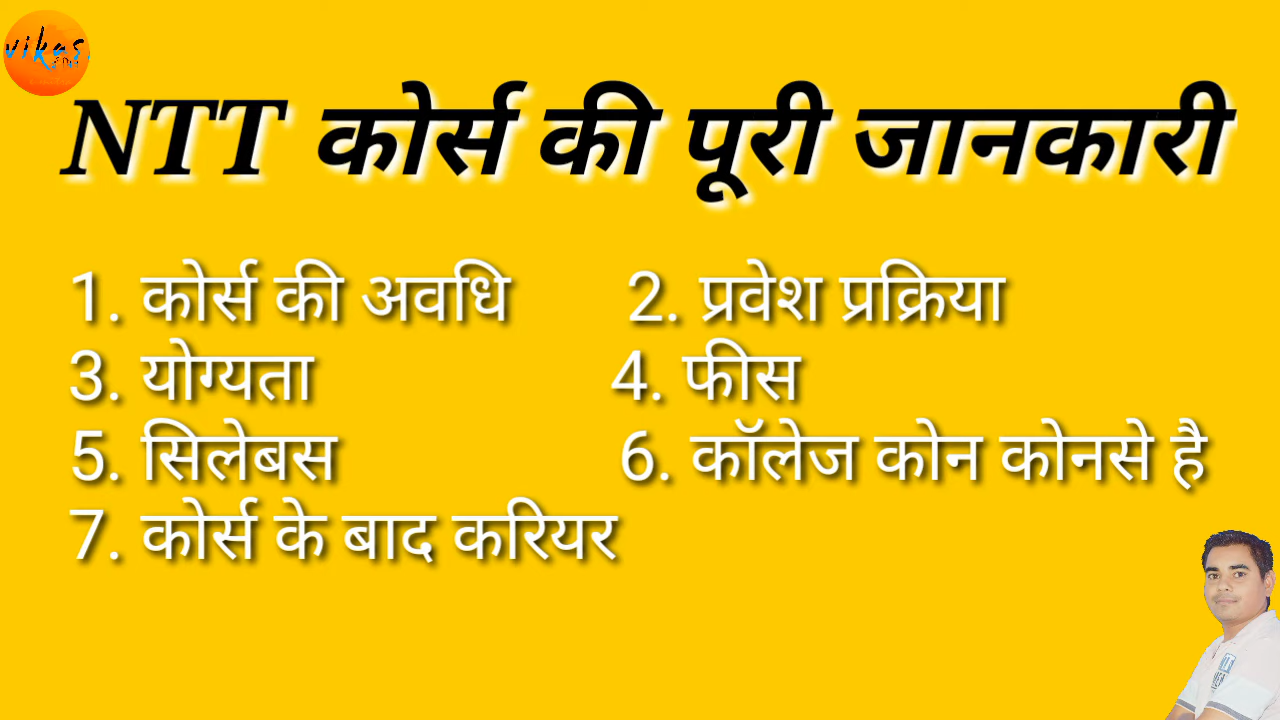 vikas
NTT कोर्स की पूरी जानकारी
1. कोर्स की अवधि 2. प्रवेश प्रक्रिया
3. योग्यता 4. फीस
5. सिलेबस 6. कॉलेज कोन कोनसे है
7. कोर्स के बाद करियर